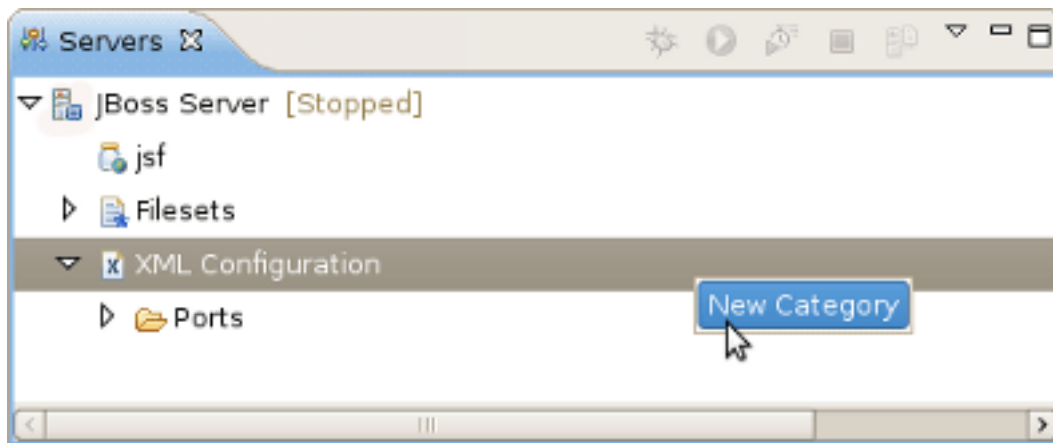 Servers
JBoss Server [Stopped]
jsf
Filesets
XML Configuration
New Category
Ports